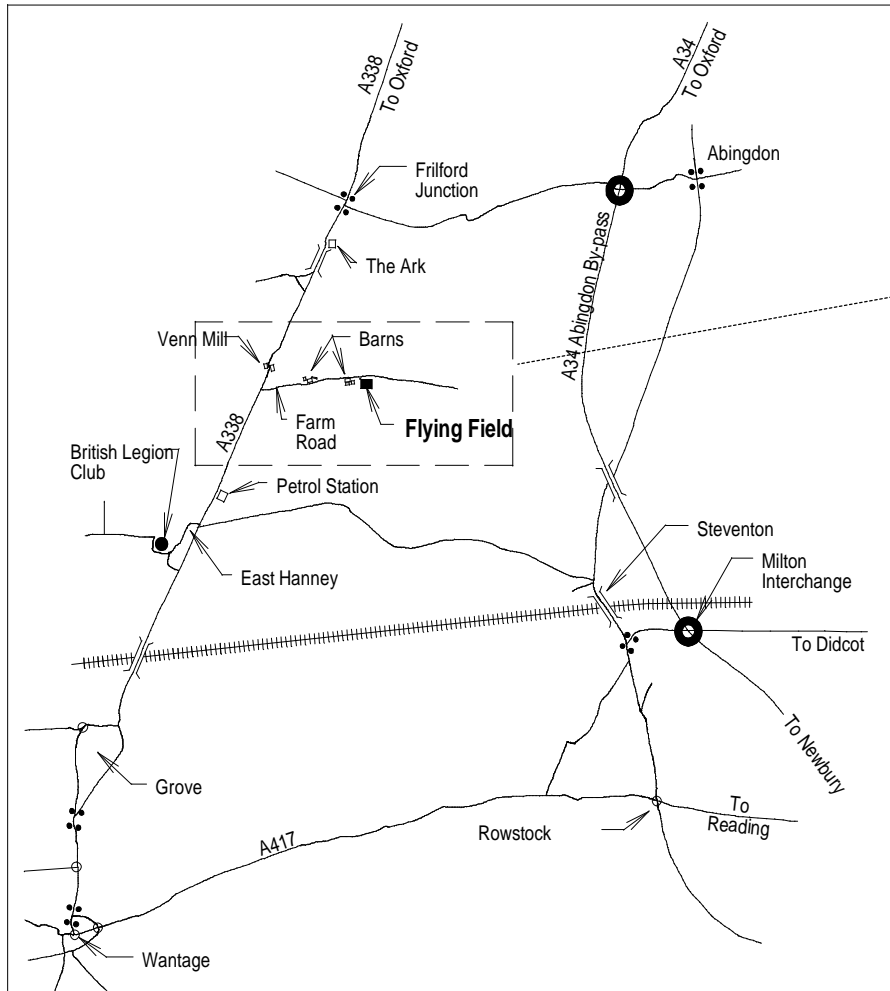 A338
To Oxford
A34
To Oxford
Frilford
Junction
Abingdon
The Ark
A34 Abingdon By-pass
Venn Mill
Barns
Farm
Road
Flying Field
A338
British Legion
Club
Petrol Station
East Hanney
Steventon
Milton
Interchange
To Didcot
To Newbury
Grove
To
Reading
Rowstock
A417
Wantage